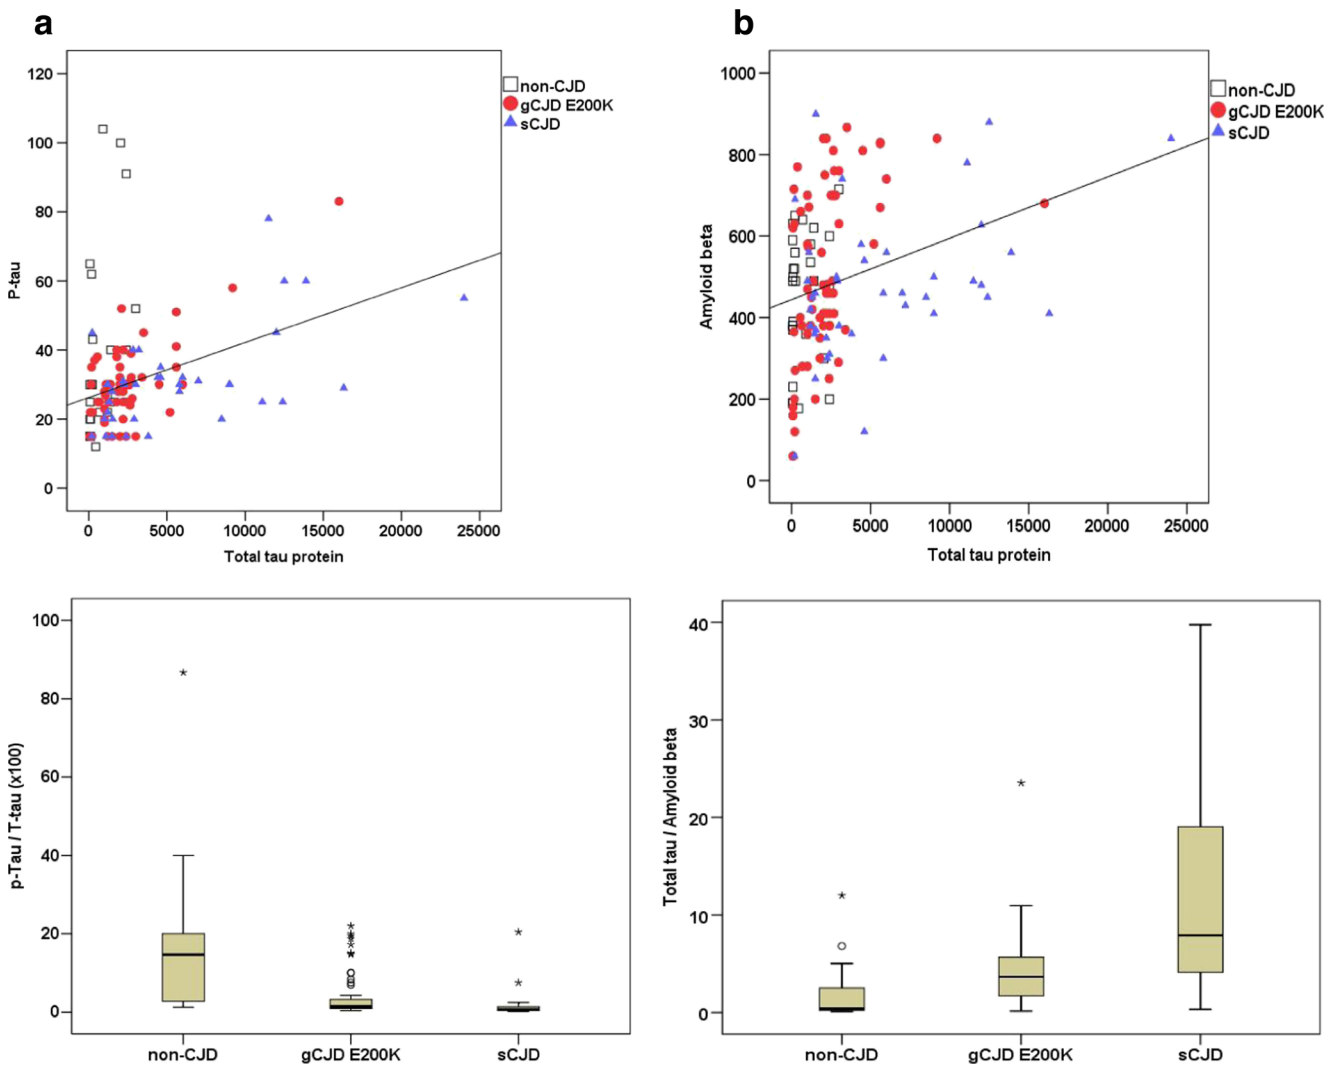 a
120
100
80
60
40
20
0
P-tau
0 5000 10000 15000 20000 25000
Total tau protein
non-CJD
gCJD E200K
sCJD
b
1000
800
600
400
200
0
Amyloid beta
0 5000 10000 15000 20000 25000
Total tau protein
non-CJD
gCJD E200K
sCJD
100
80
60
40
20
0
p-Tau / T-tau (x100)
non-CJD gCJD E200K sCJD
40
30
20
10
0
Total tau / Amyloid beta
non-CJD gCJD E200K sCJD